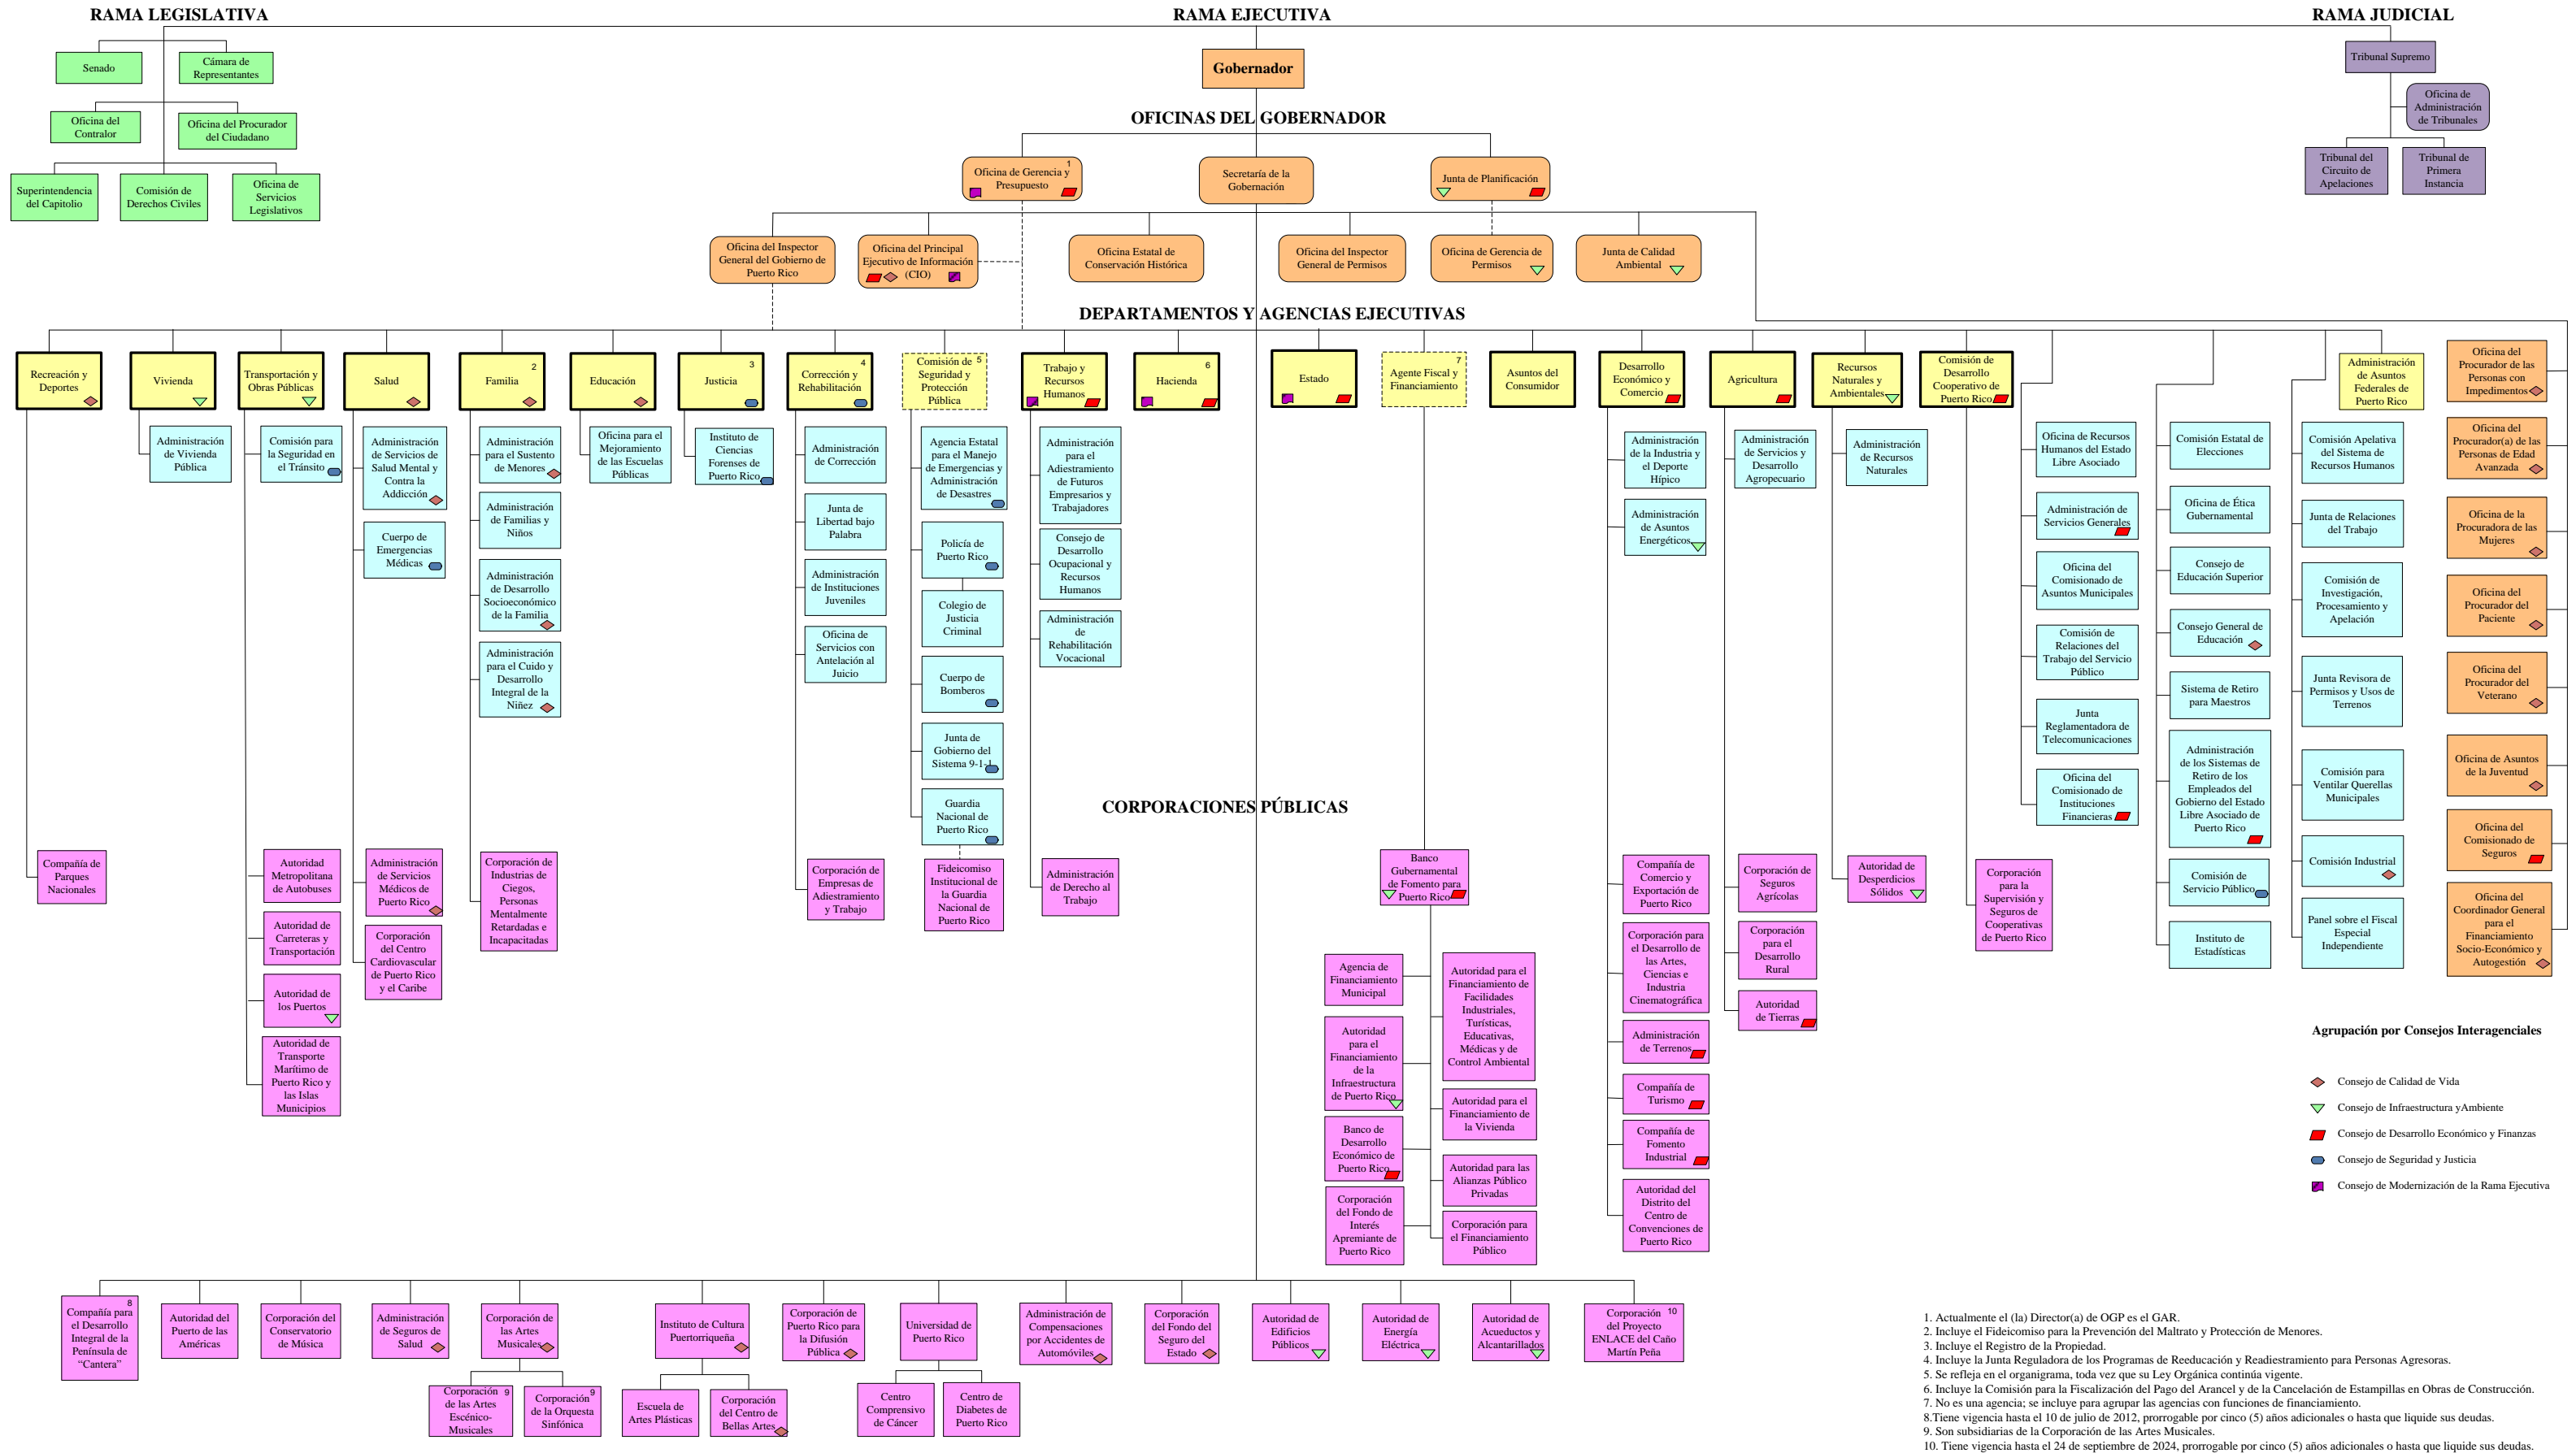 RAMA LEGISLATIVA
RAMA EJECUTIVA
RAMA JUDICIAL
Senado
Cámara de
Representantes
Oficina del
Contralor
Oficina del Procurador
del Ciudadano
Superintendencia
del Capitolio
Comisión de
Derechos Civiles
Oficina de
Servicios
Legislativos
Gobernador
Tribunal Supremo
Oficina de
Administración
de Tribunales
Tribunal del
Circuito de
Apelaciones
Tribunal de
Primera
Instancia
OFICINAS DEL GOBERNADOR
1
Oficina de Gerencia y
Presupuesto
Secretaría de la
Gobernación
Junta de Planificación
Oficina del Inspector
General del Gobierno de
Puerto Rico
Oficina del Principal
Ejecutivo de Información
(CIO)
Oficina Estatal de
Conservación Histórica
Oficina del Inspector
General de Permisos
Oficina de Gerencia de
Permisos
Junta de Calidad
Ambiental
DEPARTAMENTOS Y AGENCIAS EJECUTIVAS
Recreación y
Deportes
Vivienda
Transportación y
Obras Públicas
Salud
2
Familia
Educación
3
Justicia
4
Corrección y
Rehabilitación
Comisión de 5
Seguridad y
Protección
Pública
Trabajo y
Recursos
Humanos
6
Hacienda
Estado
7
Agente Fiscal y
Financiamiento
Asuntos del
Consumidor
Desarrollo
Económico y
Comercio
Agricultura
Recursos
Naturales y
Ambientales
Comisión de
Desarrollo
Cooperativo de
Puerto Rico
Administración
de Asuntos
Federales de
Puerto Rico
Oficina del
Procurador de las
Personas con
Impedimentos
Administración
de Vivienda
Pública
Comisión para
la Seguridad en
el Tránsito
Administración
de Servicios de
Salud Mental y
Contra la
Addicción
Cuerpo de
Emergencias
Médicas
Administración
para el Sustento
de Menores
Administración
de Familias y
Niños
Administración
de Desarrollo
Socioeconómico
de la Familia
Administración
para el Cuido y
Desarrollo
Integral de la
Niñez
Oficina para el
Mejoramiento
de las Escuelas
Públicas
Instituto de
Ciencias
Forenses de
Puerto Rico
Administración
de Corrección
Junta de
Libertad bajo
Palabra
Administración
de Instituciones
Juveniles
Oficina de
Servicios con
Antelación al
Juicio
Agencia Estatal
para el Manejo
de Emergencias y
Administración
de Desastres
Policía de
Puerto Rico
Colegio de
Justicia
Criminal
Cuerpo de
Bomberos
Junta de
Gobierno del
Sistema 9-1-1
Guardia
Nacional de
Puerto Rico
Administración
para el
Adiestramiento
de Futuros
Empresarios y
Trabajadores
Consejo de
Desarrollo
Ocupacional y
Recursos
Humanos
Administración
de
Rehabilitación
Vocacional
Administración
de la Industria y
el Deporte
Hípico
Administración
de Asuntos
Energéticos
Administración
de Servicios y
Desarrollo
Agropecuario
Administración
de Recursos
Naturales
Oficina de Recursos
Humanos del Estado
Libre Asociado
Administración de
Servicios Generales
Oficina del
Comisionado de
Asuntos Municipales
Comisión de
Relaciones del
Trabajo del Servicio
Público
Junta
Reglamentadora de
Telecomunicaciones
Oficina del
Comisionado de
Instituciones
Financieras
Comisión Estatal de
Elecciones
Oficina de Ética
Gubernamental
Consejo de
Educación Superior
Consejo General de
Educación
Sistema de Retiro
para Maestros
Administración
de los Sistemas de
Retiro de los
Empleados del
Gobierno del Estado
Libre Asociado de
Puerto Rico
Comisión de
Servicio Público
Instituto de
Estadísticas
Comisión Apelativa
del Sistema de
Recursos Humanos
Junta de Relaciones
del Trabajo
Comisión de
Investigación,
Procesamiento y
Apelación
Junta Revisora de
Permisos y Usos de
Terrenos
Comisión para
Ventilar Querellas
Municipales
Comisión Industrial
Panel sobre el Fiscal
Especial
Independiente
Oficina del
Procurador(a) de las
Personas de Edad
Avanzada
Oficina de la
Procuradora de las
Mujeres
Oficina del
Procurador del
Paciente
Oficina del
Procurador del
Veterano
Oficina de Asuntos
de la Juventud
Oficina del
Comisionado de
Seguros
Oficina del
Coordinador General
para el
Financiamiento
Socio-Económico y
Autogestión
CORPORACIONES PÚBLICAS
Compañía de
Parques
Nacionales
Autoridad
Metropolitana
de Autobuses
Autoridad de
Carreteras y
Transportación
Autoridad de
los Puertos
Autoridad de
Transporte
Marítimo de
Puerto Rico y
las Islas
Municipios
Administración
de Servicios
Médicos de
Puerto Rico
Corporación
del Centro
Cardiovascular
de Puerto Rico
y el Caribe
Corporación de
Industrias de
Ciegos,
Personas
Mentalmente
Retardadas e
Incapacitadas
Corporación de
Empresas de
Adiestramiento
y Trabajo
Fideicomiso
Institucional de
la Guardia
Nacional de
Puerto Rico
Administración
de Derecho al
Trabajo
Banco
Gubernamental
de Fomento para
Puerto Rico
Agencia de
Financiamiento
Municipal
Autoridad
para el
Financiamiento
de la
Infraestructura
de Puerto Rico
Banco de
Desarrollo
Económico de
Puerto Rico
Corporación
del Fondo de
Interés
Apremiante de
Puerto Rico
Autoridad para el
Financiamiento de
Facilidades
Industriales,
Turísticas,
Educativas,
Médicas y de
Control Ambiental
Autoridad para el
Financiamiento de
la Vivienda
Autoridad para las
Alianzas Público
Privadas
Corporación para
el Financiamiento
Público
Compañía de
Comercio y
Exportación de
Puerto Rico
Corporación para
el Desarrollo de
las Artes,
Ciencias e
Industria
Cinematográfica
Administración
de Terrenos
Compañía de
Turismo
Compañía de
Fomento
Industrial
Autoridad del
Distrito del
Centro de
Convenciones de
Puerto Rico
Corporación de
Seguros
Agrícolas
Corporación
para el
Desarrollo
Rural
Autoridad
de Tierras
Autoridad de
Desperdicios
Sólidos
Corporación
para la
Supervisión y
Seguros de
Cooperativas
de Puerto Rico
Agrupación por Consejos Interagenciales
Consejo de Calidad de Vida
Consejo de Infraestructura yAmbiente
Consejo de Desarrollo Económico y Finanzas
Consejo de Seguridad y Justicia
Consejo de Modernización de la Rama Ejecutiva
8
Compañía para
el Desarrollo
Integral de la
Península de
“Cantera”
Autoridad del
Puerto de las
Américas
Corporación del
Conservatorio
de Música
Administración
de Seguros de
Salud
Corporación de
las Artes
Musicales
Instituto de Cultura
Puertorriqueña
Corporación de
Puerto Rico para
la Difusión
Pública
Universidad de
Puerto Rico
Administración de
Compensaciones
por Accidentes de
Automóviles
Corporación
del Fondo del
Seguro del
Estado
Autoridad de
Edificios
Públicos
Autoridad de
Energía
Eléctrica
Autoridad de
Acueductos y
Alcantarillados
Corporación 10
del Proyecto
ENLACE del Caño
Martín Peña
Corporación 9
de las Artes
Escénico-
Musicales
9
Corporación
de la Orquesta
Sinfónica
Escuela de
Artes Plásticas
Corporación
del Centro de
Bellas Artes
Centro
Comprensivo
de Cáncer
Centro de
Diabetes de
Puerto Rico
1. Actualmente el (la) Director(a) de OGP es el GAR.
2. Incluye el Fideicomiso para la Prevención del Maltrato y Protección de Menores.
3. Incluye el Registro de la Propiedad.
4. Incluye la Junta Reguladora de los Programas de Reeducación y Readiestramiento para Personas Agresoras.
5. Se refleja en el organigrama, toda vez que su Ley Orgánica continúa vigente.
6. Incluye la Comisión para la Fiscalización del Pago del Arancel y de la Cancelación de Estampillas en Obras de Construcción.
7. No es una agencia; se incluye para agrupar las agencias con funciones de financiamiento.
8.Tiene vigencia hasta el 10 de julio de 2012, prorrogable por cinco (5) años adicionales o hasta que liquide sus deudas.
9. Son subsidiarias de la Corporación de las Artes Musicales.
10. Tiene vigencia hasta el 24 de septiembre de 2024, prorrogable por cinco (5) años adicionales o hasta que liquide sus deudas.